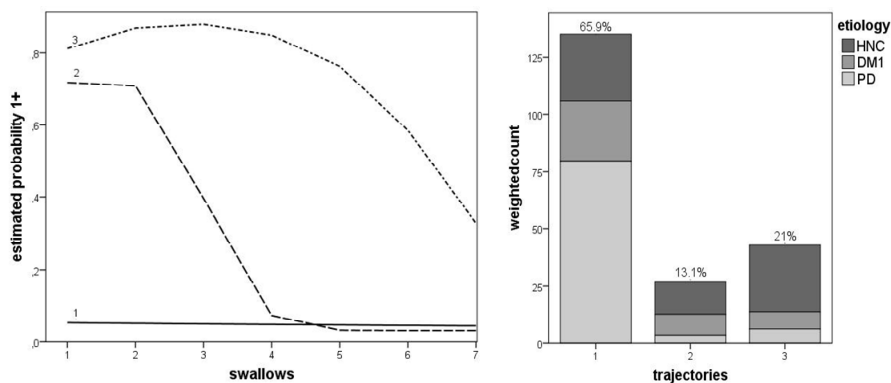 estimated probability 1+
,8
,6
,4
,2
,0
3
2
1
1 2 3 4 5 6 7
swallows
weightedcount
125
100
75
50
25
0
65.9%
13.1%
21%
1 2 3
trajectories
etiology
HNC
DM1
PD